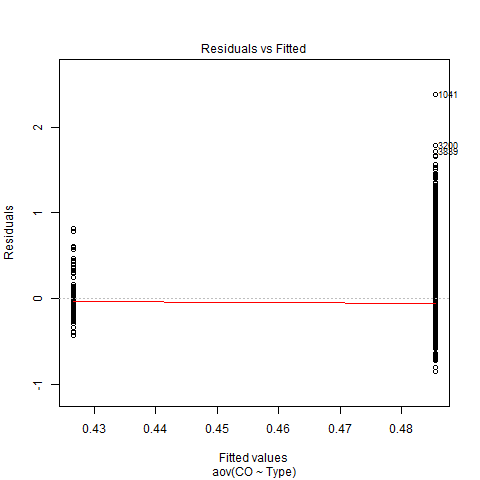 Residuals vs Fitted
Residuals
2
1
0
-1
1041
3200
3889
0.43 0.44 0.45 0.46 0.47 0.48
Fitted values
aov(CO ~ Type)